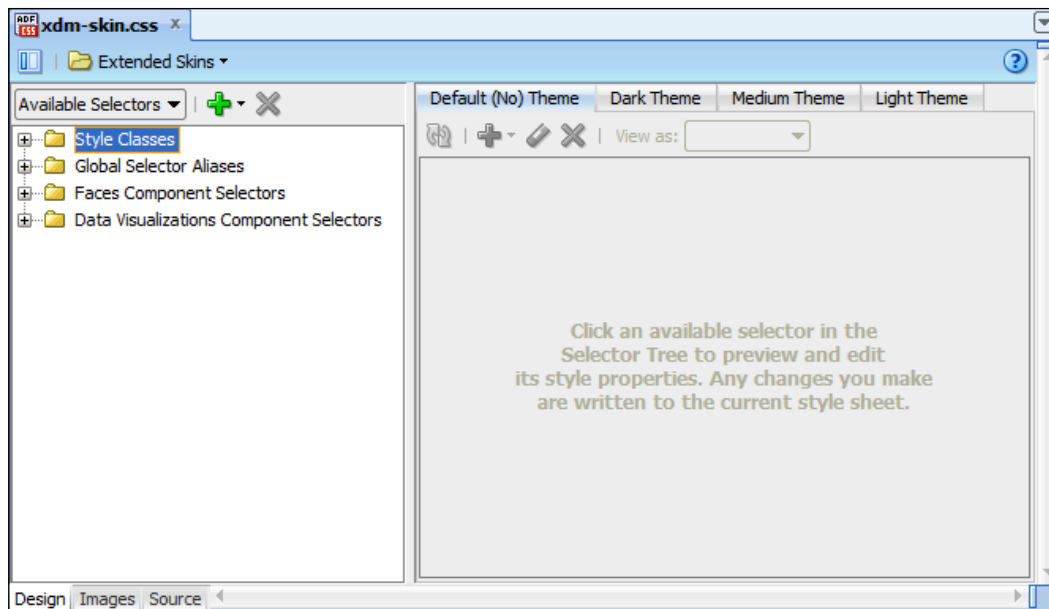 ADF
CSS
xdm-skin.css x
Extended Skins
?
Available Selectors
Default (No) Theme Dark Theme Medium Theme Light Theme
View as:
Style Classes
Global Selector Aliases
Faces Component Selectors
Data Visualizations Component Selectors
Click an available selector in the
Selector Tree to preview and edit
its style properties. Any changes you make
are written to the current style sheet.
Design Images Source